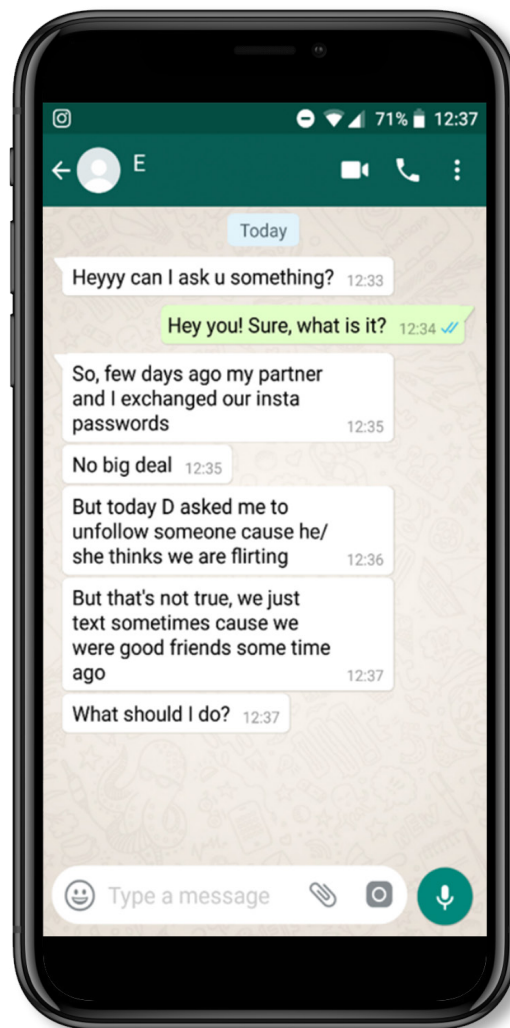 71% 12:37
E
Today
Heyyy can I ask u something? 12:33
Hey you! Sure, what is it? 12:34
So, few days ago my partner
and I exchanged our insta
passwords 12:35
No big deal 12:35
But today D asked me to
unfollow someone cause he/
she thinks we are flirting 12:36
But that's not true, we just
text sometimes cause we
were good friends some time
ago 12:37
What should I do? 12:37
Type a message